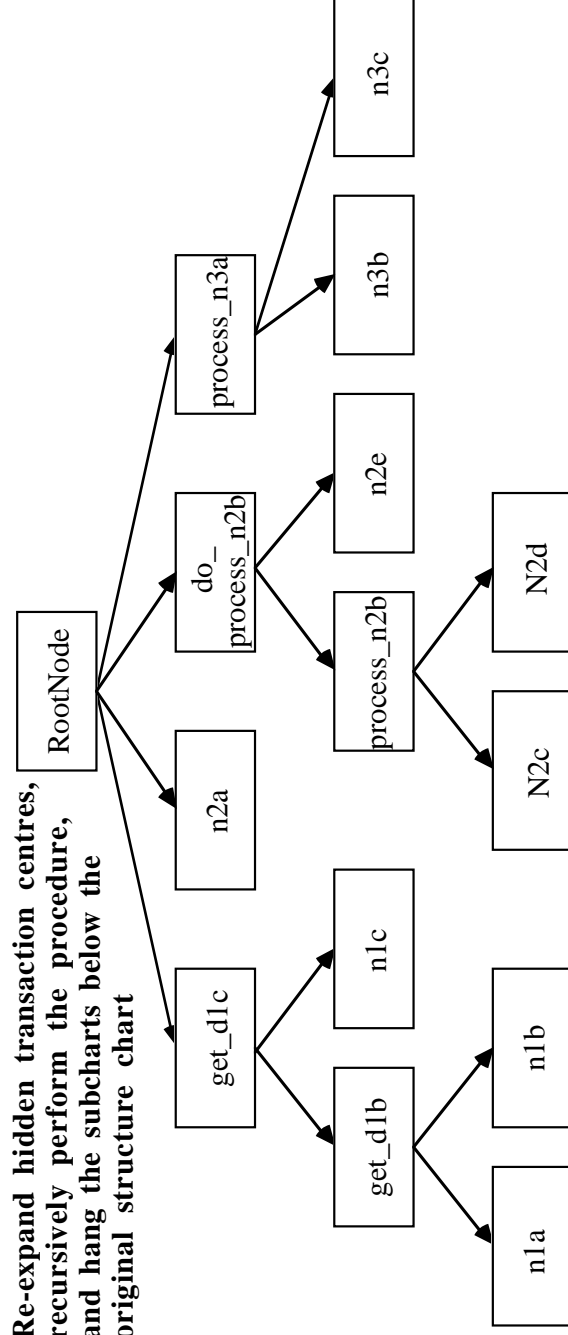 Re-expand hidden transaction centres,
recursively perform the procedure,
and hang the subcharts below the
original structure chart
RootNode
get_d1c
n2a
do_
process_n2b
process_n3a
get_d1b
n1c
process_n2b
n2e
n3b
n3c
n1a
n1b
N2c
N2d